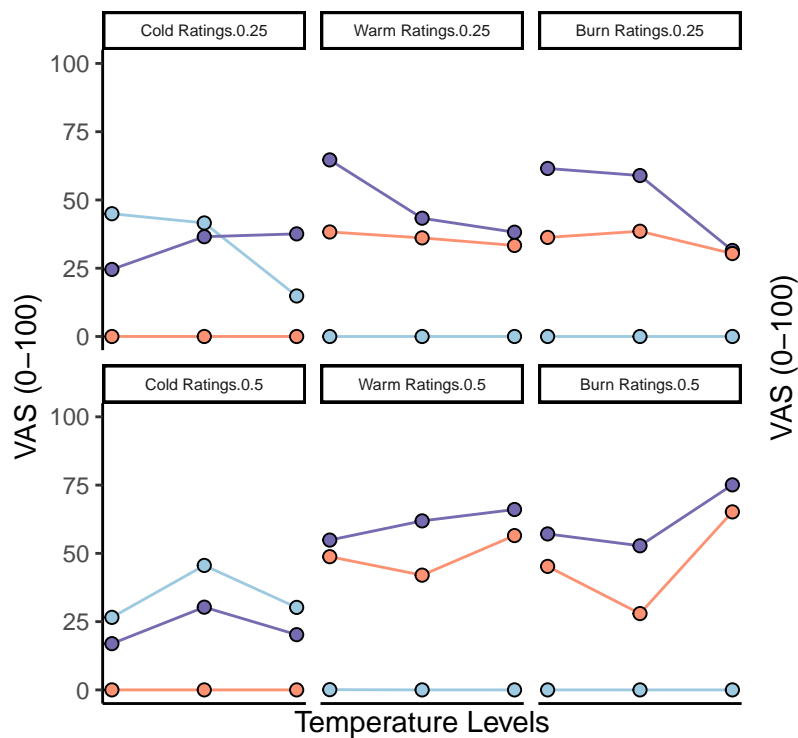 Cold Ratings.0.25
Warm Ratings.0.25
Burn Ratings.0.25
100
75
50
25
0
Cold Ratings.0.5
Warm Ratings.0.5
Burn Ratings.0.5
100
75
50
25
0
VAS (0−100)
VAS (0−100)
Temperature Levels